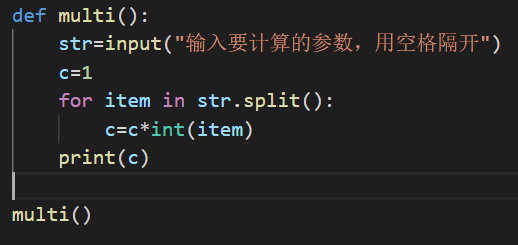 def multi():
    str=input("输入要计算的参数，用空格隔开")
    c=1
    for item in str.split():
        c=c*int(item)
    print(c)
multi()